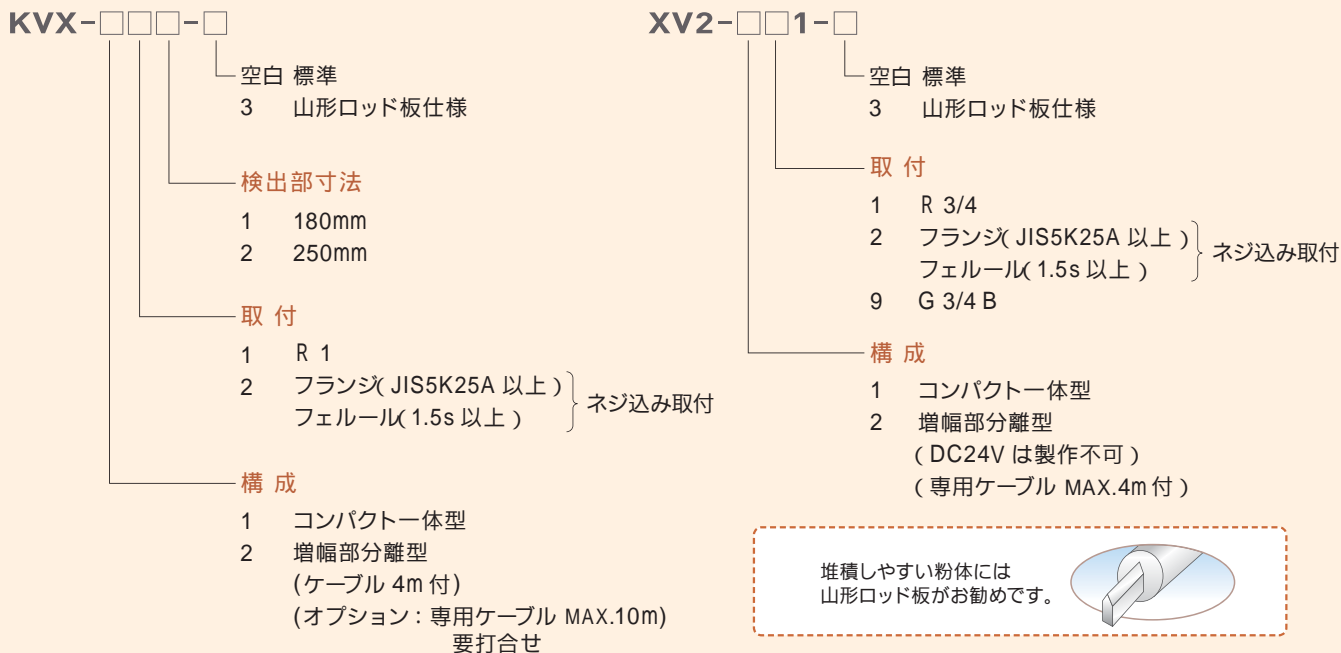 KVX-□□□-□
空白 標準
3 山形ロッド板仕様
検出部寸法
1 180mm
2 250mm
取 付
1 R 1
2 フランジ( JIS5K25A 以上 )
フェルール( 1.5s 以上 )
ネジ込み取付
構 成
1 コンパクト一体型
2 増幅部分離型
(ケーブル 4m 付)
(オプション : 専用ケーブル MAX.10m)
要打合せ
XV2-□□1-□
空白 標準
3 山形ロッド板仕様
取 付
1 R 3/4
2 フランジ( JIS5K25A 以上 )
フェルール( 1.5s 以上 )
ネジ込み取付
9 G 3/4 B
構 成
1 コンパクト一体型
2 増幅部分離型
( DC24V は製作不可 )
( 専用ケーブル MAX.4m 付 )
堆積しやすい粉体には
山形ロッド板がお勧めです。